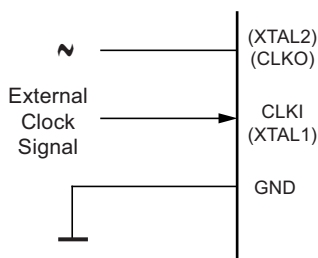 ~
(XTAL2)
(CLKO)
External
Clock
Signal
CLKI
(XTAL1)
GND